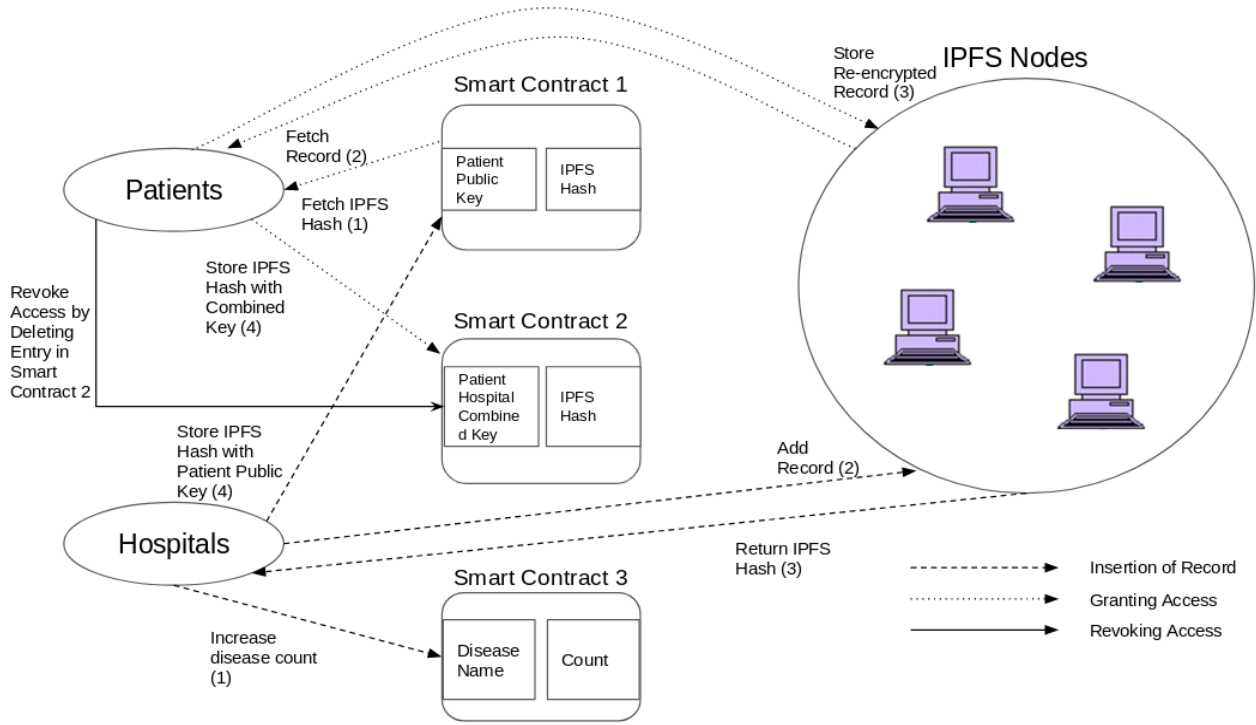 Store
Re-encrypted
Record (3)
IPFS Nodes
Smart Contract 1
Fetch
Record (2)
Patient
Public
Key
IPFS
Hash
Patients
Fetch IPFS
Hash (1)
Store IPFS
Hash with
Combined
Key (4)
Revoke
Access by
Deleting
Entry in
Smart
Contract 2
Smart Contract 2
Patient
Hospital
Combine
d Key
IPFS
Hash
Store IPFS
Hash with
Patient Public
Key (4)
Add
Record (2)
Hospitals
Return IPFS
Hash (3)
Smart Contract 3
Increase
disease count
(1)
Disease
Name
Count
Insertion of Record
Granting Access
Revoking Access